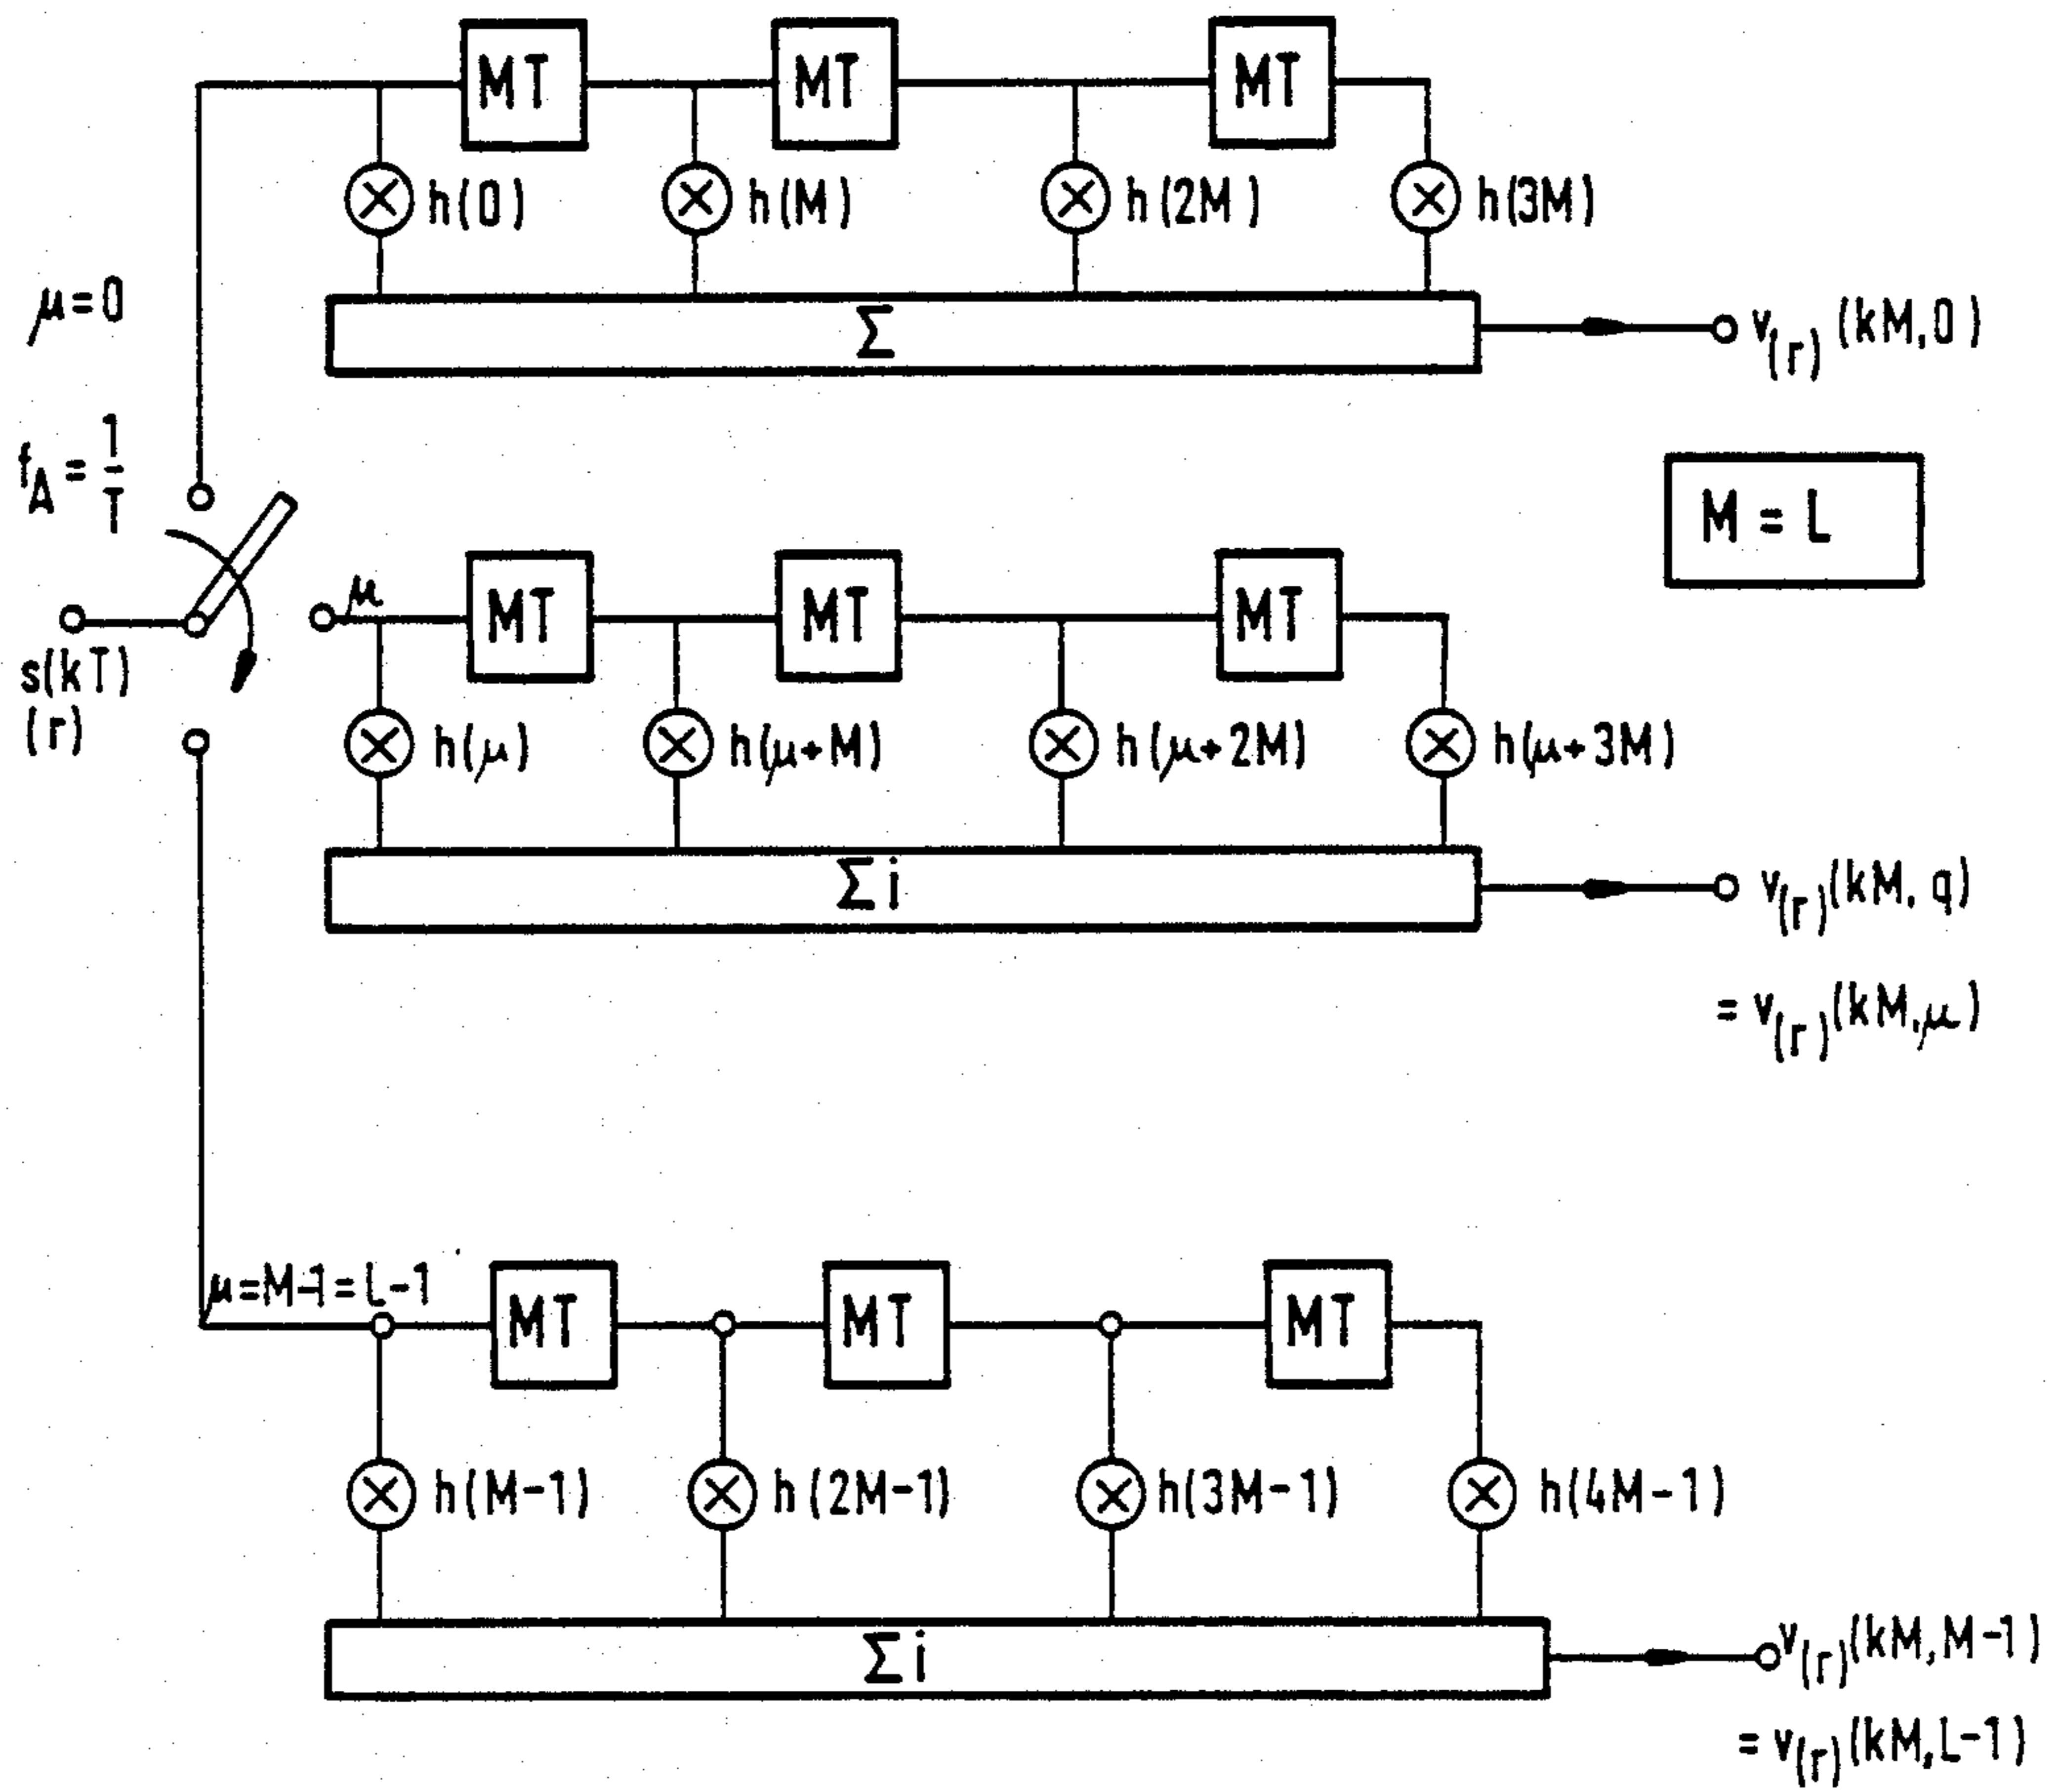 MT MT MT
h(0) h(M) h(2M) h(3M)
μ=0
Σ
v(r)(kM,0)
fA = 1/T
M = L
s(kT)
(r)
μ
MT MT MT
h(μ) h(μ+M) h(μ+2M) h(μ+3M)
Σi
v(r)(kM, q)
= v(r)(kM,μ)
μ=M-1=L-1
MT MT MT
h(M-1) h(2M-1) h(3M-1) h(4M-1)
Σi
v(r)(kM,M-1)
= v(r)(kM,L-1)